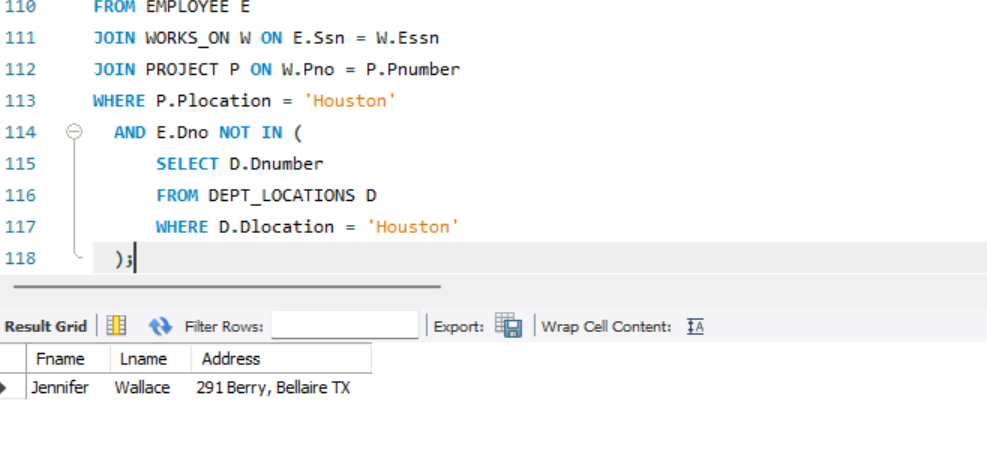 110 FROM EMPLOYEE E
111 JOIN WORKS_ON W ON E.Ssn = W.Essn
112 JOIN PROJECT P ON W.Pno = P.Pnumber
113 WHERE P.Plocation = 'Houston'
114 AND E.Dno NOT IN (
115 SELECT D.Dnumber
116 FROM DEPT_LOCATIONS D
117 WHERE D.Dlocation = 'Houston'
118 );
Result Grid Filter Rows: Export: Wrap Cell Content: IA
Fname Lname Address
Jennifer Wallace 291 Berry, Bellaire TX